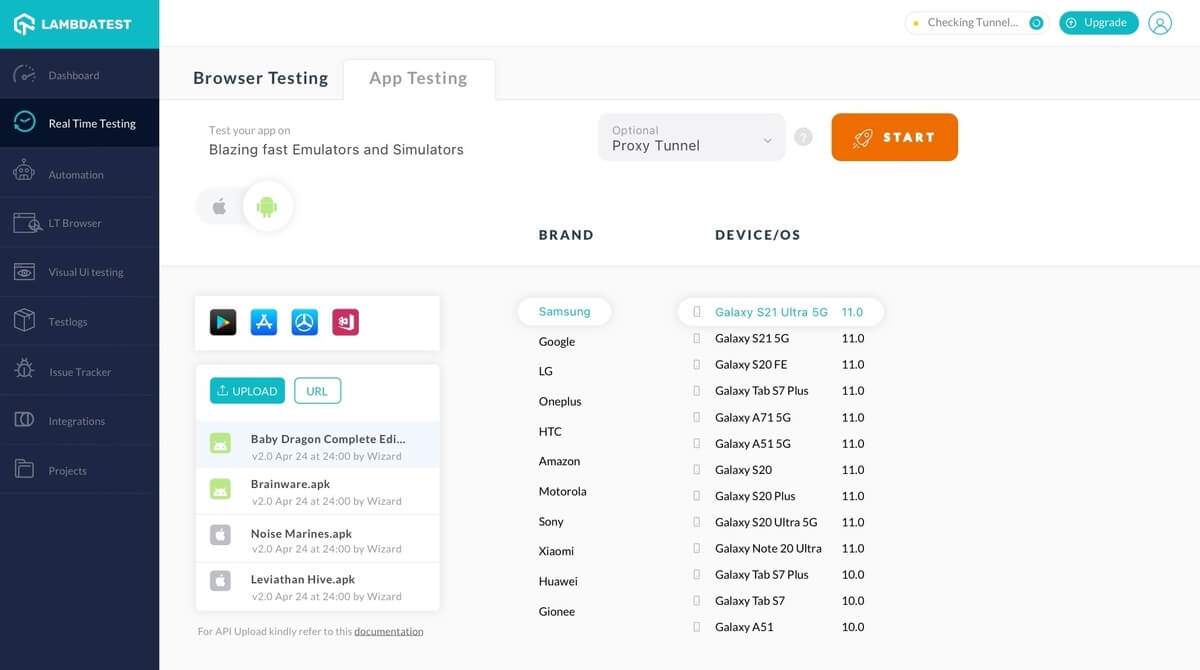 LAMBDATEST
Checking Tunnel...
Upgrade
Dashboard
Real Time Testing
Automation
LT Browser
Visual Ui testing
Testlogs
Issue Tracker
Integrations
Projects
Browser Testing
App Testing
Test your app on
Blazing fast Emulators and Simulators
Optional
Proxy Tunnel
?
START
BRAND
DEVICE/OS
UPLOAD
URL
Baby Dragon Complete Edi...
v2.0 Apr 24 at 24:00 by Wizard
Brainware.apk
v2.0 Apr 24 at 24:00 by Wizard
Noise Marines.apk
v2.0 Apr 24 at 24:00 by Wizard
Leviathan Hive.apk
v2.0 Apr 24 at 24:00 by Wizard
For API Upload kindly refer to this documentation
Samsung
Google
LG
Oneplus
HTC
Amazon
Motorola
Sony
Xiaomi
Huawei
Gionee
Galaxy S21 Ultra 5G 11.0
Galaxy S21 5G 11.0
Galaxy S20 FE 11.0
Galaxy Tab S7 Plus 11.0
Galaxy A71 5G 11.0
Galaxy A51 5G 11.0
Galaxy S20 11.0
Galaxy S20 Plus 11.0
Galaxy S20 Ultra 5G 11.0
Galaxy Note 20 Ultra 11.0
Galaxy Tab S7 Plus 10.0
Galaxy Tab S7 10.0
Galaxy A51 10.0